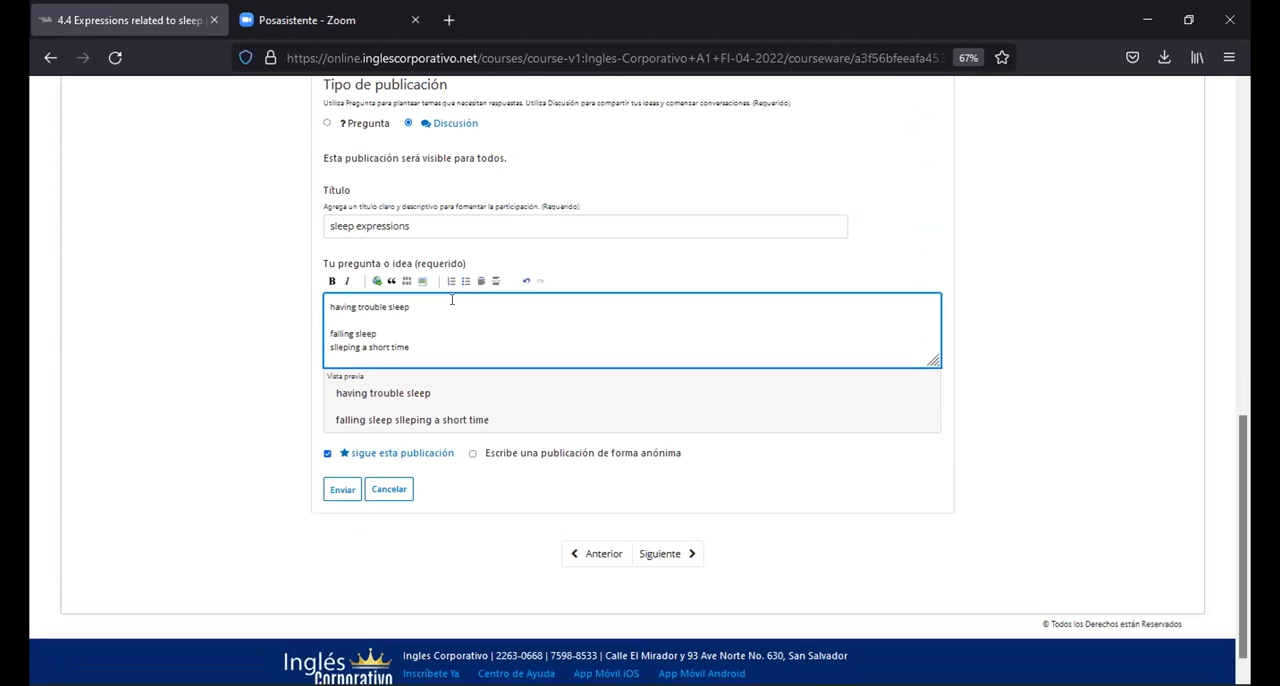 4.4 Expressions related to sleep
Posasistente - Zoom
https://online.inglescorporativo.net/courses/course-v1:Ingles-Corporativo+A1+FI-04-2022/courseware/a3f56bfeeafa453
67%
Tipo de publicación
Utiliza Pregunta para plantear temas que necesitan respuestas. Utiliza Discusión para compartir tus ideas y comenzar conversaciones. (Requerido)
? Pregunta Discusión
Esta publicación será visible para todos.
Título
Agrega un título claro y descriptivo para fomentar la participación. (Requerido)
sleep expressions
Tu pregunta o idea (requerido)
B I
having trouble sleep
falling sleep
slleping a short time
Vista previa
having trouble sleep
falling sleep slleping a short time
sigue esta publicación Escribe una publicación de forma anónima
Enviar Cancelar
Anterior Siguiente
© Todos los Derechos están Reservados
Inglés Corporativo
Ingles Corporativo | 2263-0668 | 7598-8533 | Calle El Mirador y 93 Ave Norte No. 630, San Salvador
Inscríbete Ya Centro de Ayuda App Móvil iOS App Móvil Android